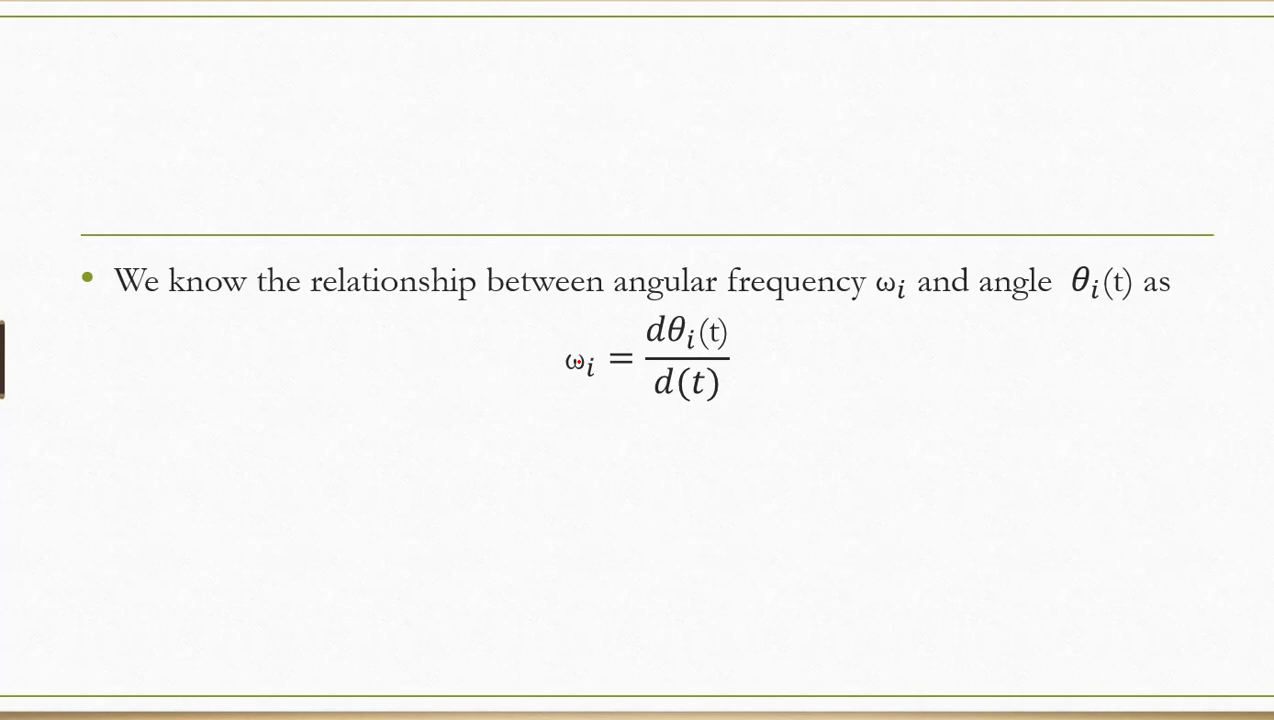 • We know the relationship between angular frequency ωᵢ and angle θᵢ(t) as
ωᵢ = dθᵢ(t) / d(t)